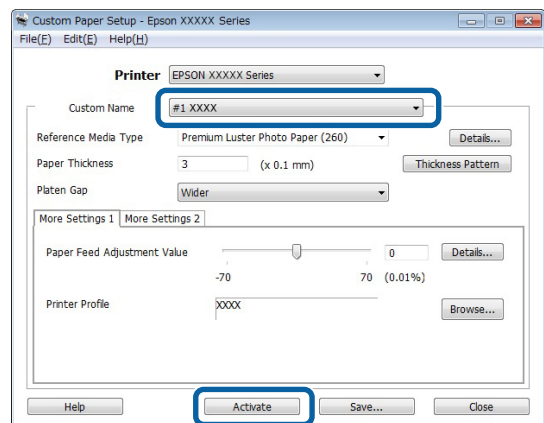 Custom Paper Setup - Epson XXXXX Series
File(F) Edit(E) Help(H)
Printer EPSON XXXXX Series
Custom Name #1 XXXX
Reference Media Type Premium Luster Photo Paper (260) Details...
Paper Thickness 3 (x 0.1 mm) Thickness Pattern
Platen Gap Wider
More Settings 1 More Settings 2
Paper Feed Adjustment Value 0 Details...
-70 70 (0.01%)
Printer Profile XXXX Browse...
Help Activate Save... Close